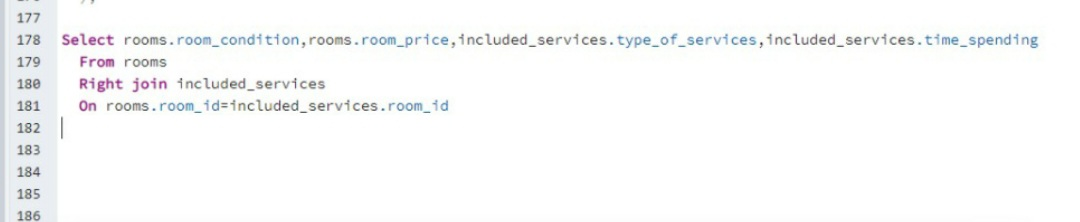 177
178 Select rooms.room_condition,rooms.room_price,included_services.type_of_services,included_services.time_spending
179 From rooms
180 Right join included_services
181 On rooms.room_id=included_services.room_id
182
183
184
185
186